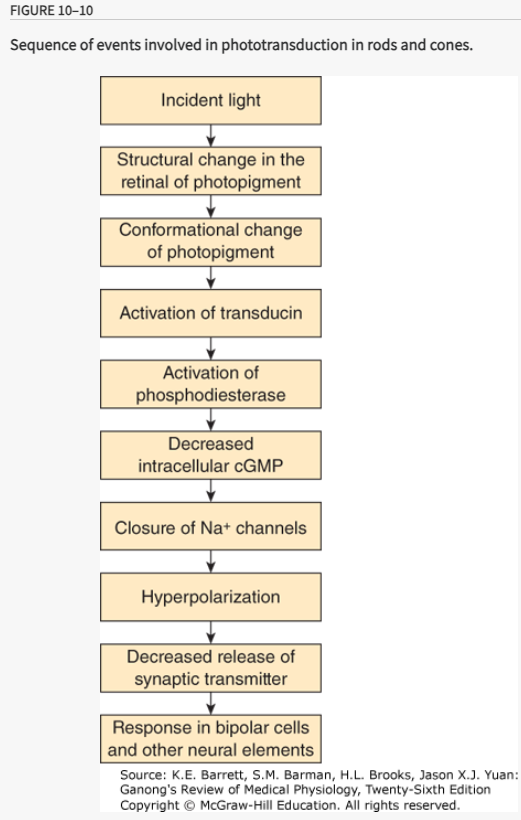 FIGURE 10–10
Sequence of events involved in phototransduction in rods and cones.
Incident light
Structural change in the
retinal of photopigment
Conformational change
of photopigment
Activation of transducin
Activation of
phosphodiesterase
Decreased
intracellular cGMP
Closure of Na⁺ channels
Hyperpolarization
Decreased release of
synaptic transmitter
Response in bipolar cells
and other neural elements
Source: K.E. Barrett, S.M. Barman, H.L. Brooks, Jason X.J. Yuan:
Ganong's Review of Medical Physiology, Twenty-Sixth Edition
Copyright © McGraw-Hill Education. All rights reserved.